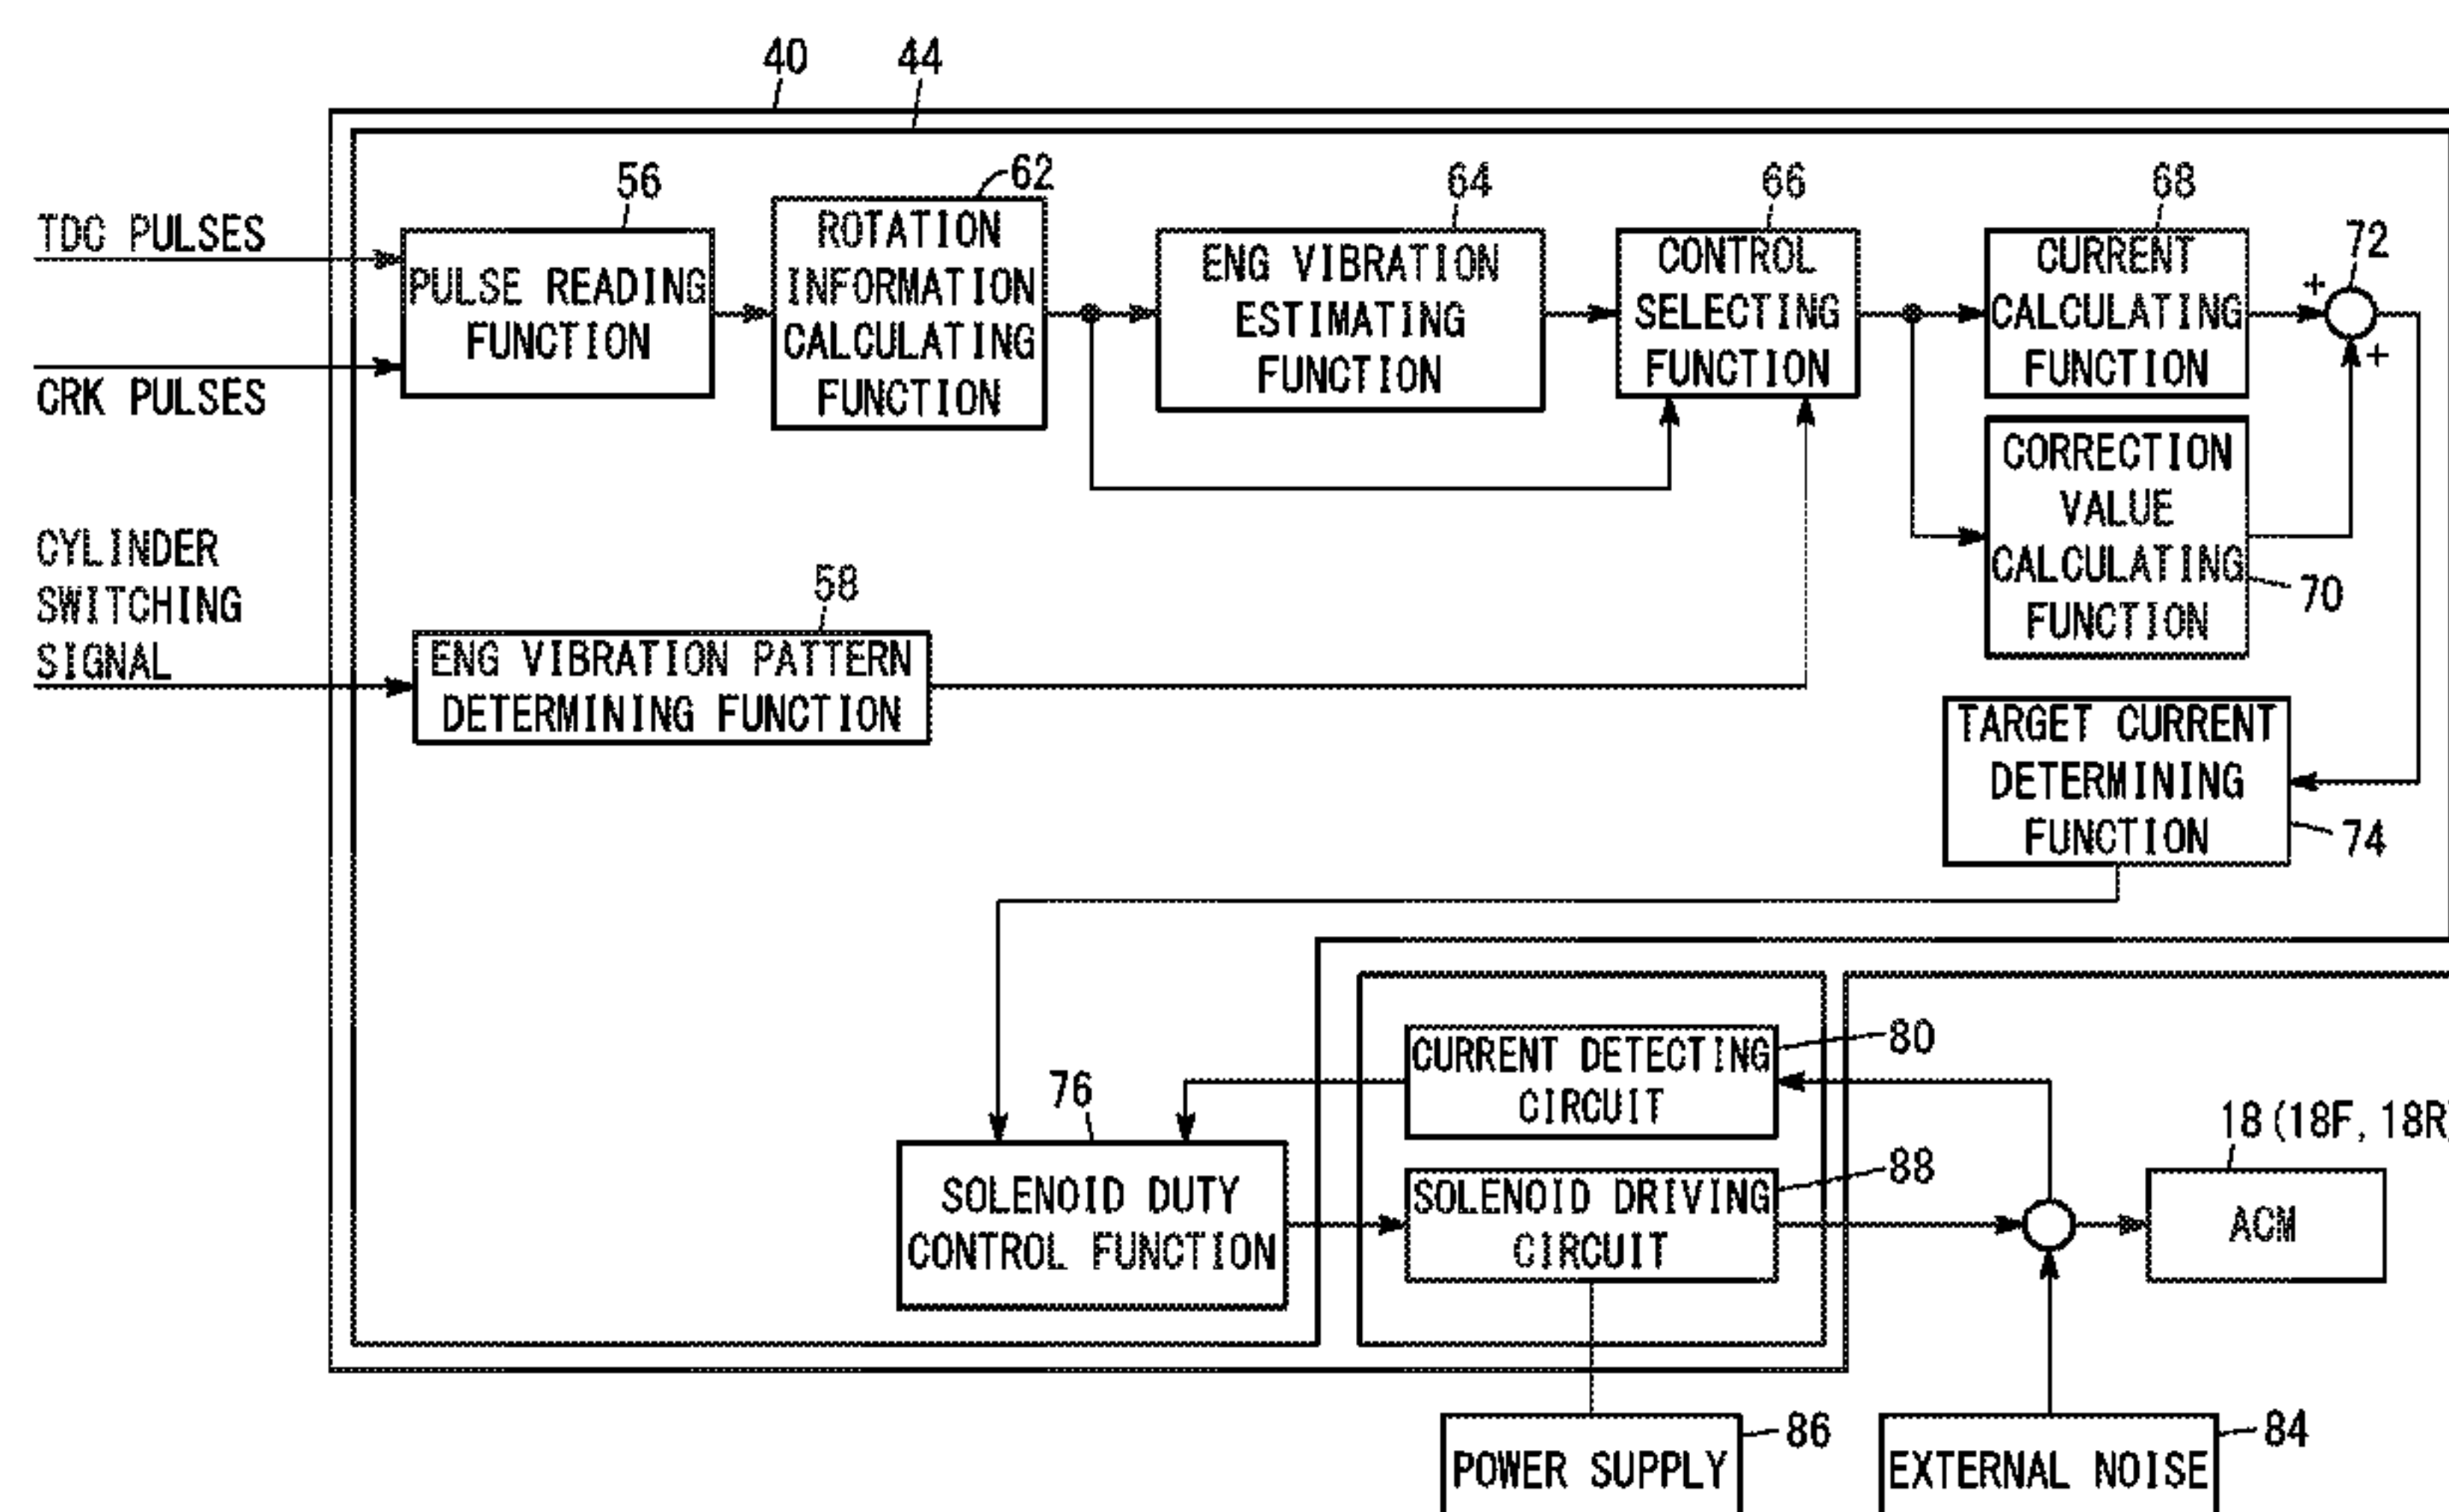 40
44
TDC PULSES
CRK PULSES
CYLINDER
SWITCHING
SIGNAL
56
PULSE READING
FUNCTION
62
ROTATION
INFORMATION
CALCULATING
FUNCTION
64
ENG VIBRATION
ESTIMATING
FUNCTION
66
CONTROL
SELECTING
FUNCTION
68
CURRENT
CALCULATING
FUNCTION
72
+
+
CORRECTION
VALUE
CALCULATING
FUNCTION
70
58
ENG VIBRATION PATTERN
DETERMINING FUNCTION
TARGET CURRENT
DETERMINING
FUNCTION
74
76
SOLENOID DUTY
CONTROL FUNCTION
CURRENT DETECTING
CIRCUIT
80
SOLENOID DRIVING
CIRCUIT
88
18(18F, 18R)
ACM
POWER SUPPLY
86
EXTERNAL NOISE
84